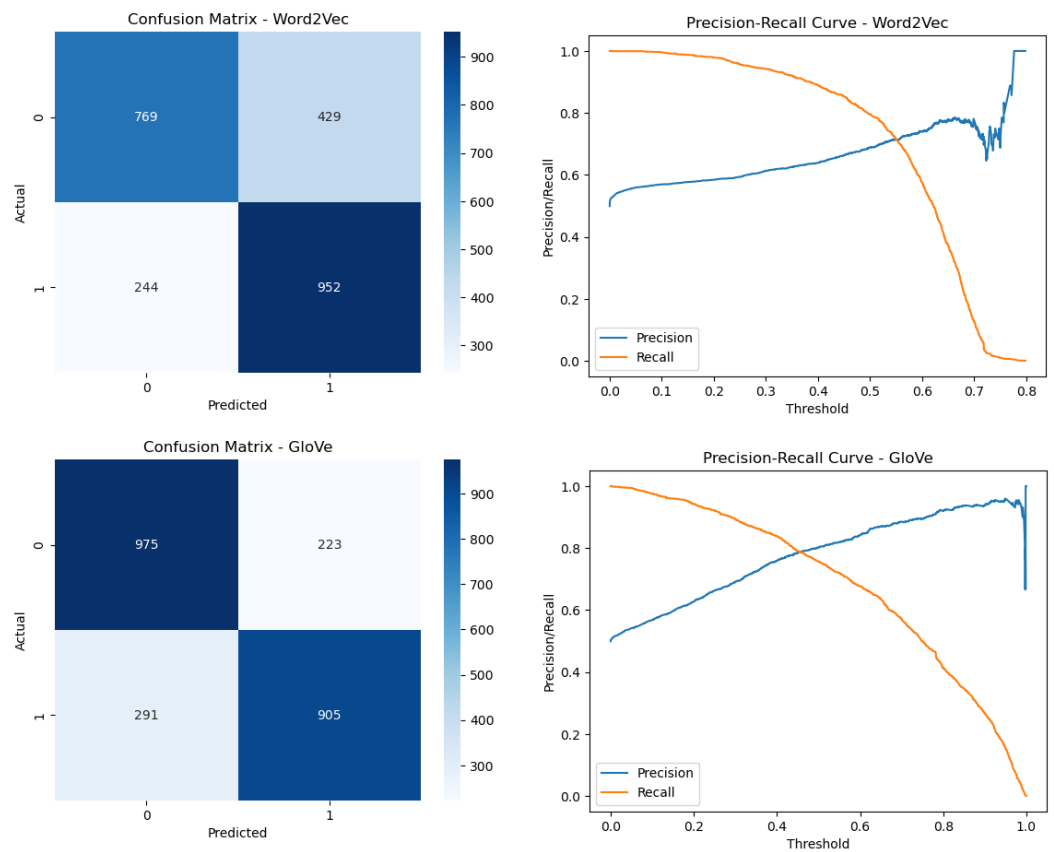 Confusion Matrix - Word2Vec
0
1
Actual
769
429
244
952
0
1
Predicted
900
800
700
600
500
400
300
Precision-Recall Curve - Word2Vec
1.0
0.8
0.6
0.4
0.2
0.0
Precision/Recall
Precision
Recall
0.0 0.1 0.2 0.3 0.4 0.5 0.6 0.7 0.8
Threshold
Confusion Matrix - GloVe
0
1
Actual
975
223
291
905
0
1
Predicted
900
800
700
600
500
400
300
Precision-Recall Curve - GloVe
1.0
0.8
0.6
0.4
0.2
0.0
Precision/Recall
Precision
Recall
0.0 0.2 0.4 0.6 0.8 1.0
Threshold